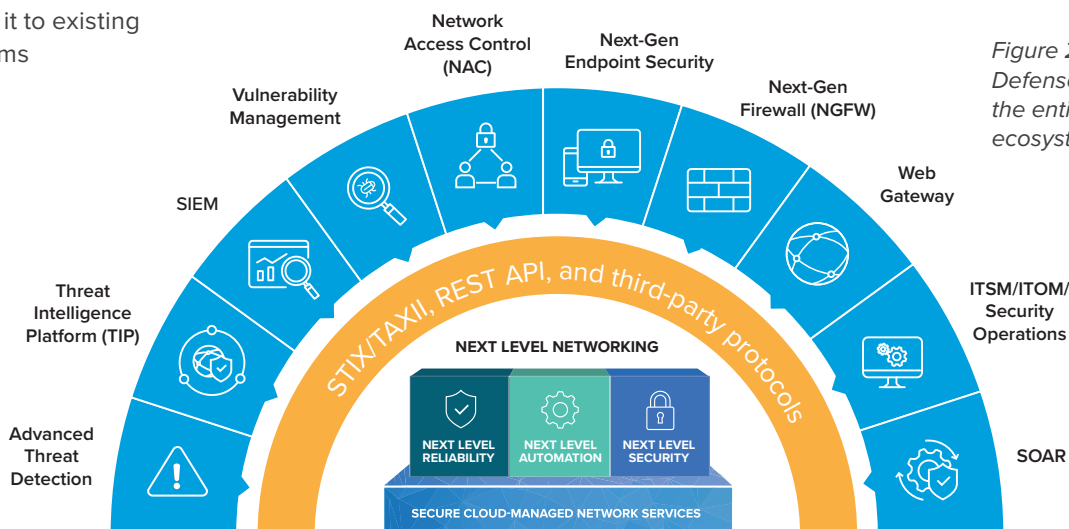 it to existing
Network
Access Control
(NAC)
Next-Gen
Endpoint Security
Vulnerability
Management
Next-Gen
Firewall (NGFW)
SIEM
Web
Gateway
Threat
Intelligence
Platform (TIP)
ITSM/ITOM/
Security
Operations
Advanced
Threat
Detection
SOAR
STIX/TAXII, REST API, and third-party protocols
NEXT LEVEL NETWORKING
NEXT LEVEL
RELIABILITY
NEXT LEVEL
AUTOMATION
NEXT LEVEL
SECURITY
SECURE CLOUD-MANAGED NETWORK SERVICES
Figure 2
Defense
the enti
ecosyst